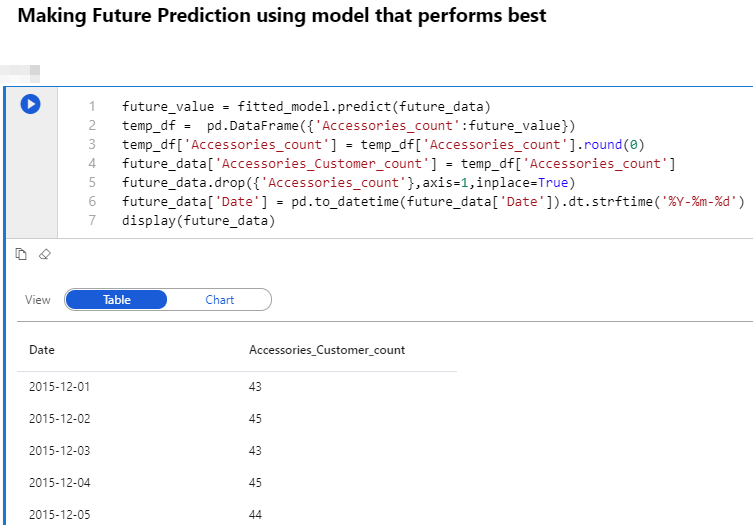 Making Future Prediction using model that performs best
1 future_value = fitted_model.predict(future_data)
2 temp_df =  pd.DataFrame({'Accessories_count':future_value})
3 temp_df['Accessories_count'] = temp_df['Accessories_count'].round(0)
4 future_data['Accessories_Customer_count'] = temp_df['Accessories_count']
5 future_data.drop({'Accessories_count'},axis=1,inplace=True)
6 future_data['Date'] = pd.to_datetime(future_data['Date']).dt.strftime('%Y-%m-%d')
7 display(future_data)
View Table Chart
Date Accessories_Customer_count
2015-12-01 43
2015-12-02 45
2015-12-03 43
2015-12-04 45
2015-12-05 44